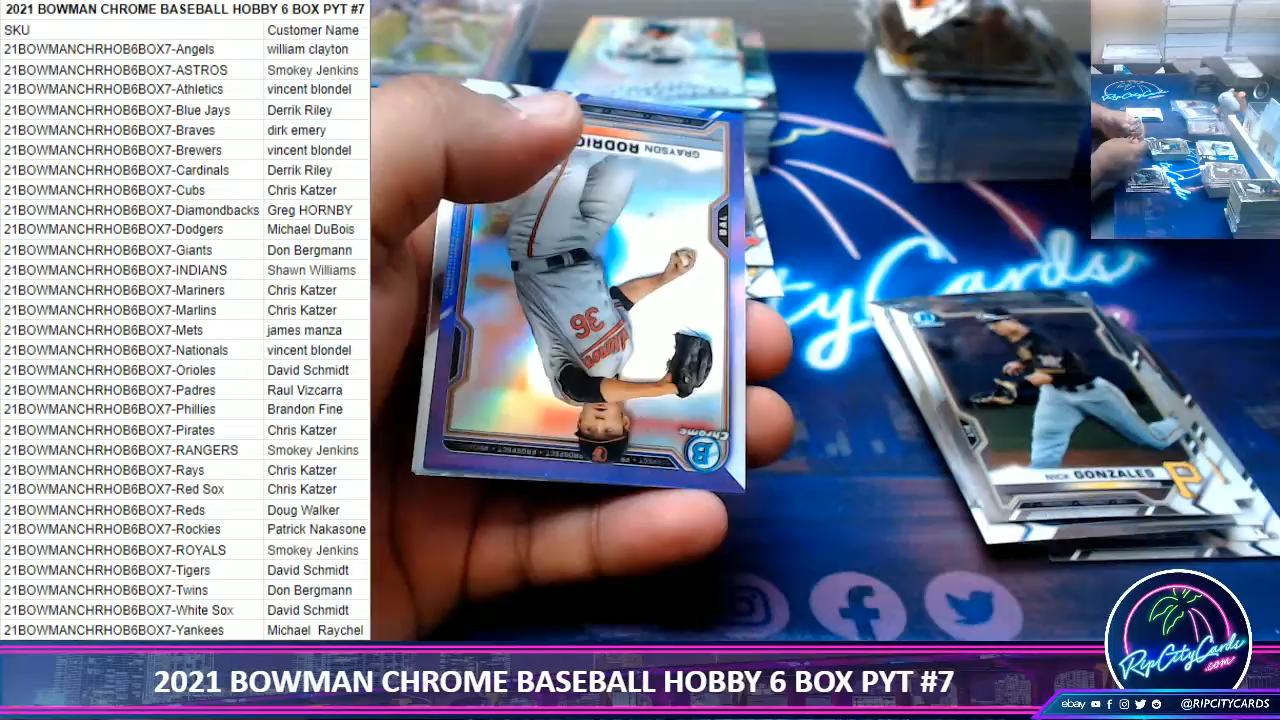 2021 BOWMAN CHROME BASEBALL HOBBY 6 BOX PYT #7
SKU Customer Name
21BOWMANCHRHOB6BOX7-Angels william clayton
21BOWMANCHRHOB6BOX7-ASTROS Smokey Jenkins
21BOWMANCHRHOB6BOX7-Athletics vincent blondel
21BOWMANCHRHOB6BOX7-Blue Jays Derrik Riley
21BOWMANCHRHOB6BOX7-Braves dirk emery
21BOWMANCHRHOB6BOX7-Brewers vincent blondel
21BOWMANCHRHOB6BOX7-Cardinals Derrik Riley
21BOWMANCHRHOB6BOX7-Cubs Chris Katzer
21BOWMANCHRHOB6BOX7-Diamondbacks Greg HORNBY
21BOWMANCHRHOB6BOX7-Dodgers Michael DuBois
21BOWMANCHRHOB6BOX7-Giants Don Bergmann
21BOWMANCHRHOB6BOX7-INDIANS Shawn Williams
21BOWMANCHRHOB6BOX7-Mariners Chris Katzer
21BOWMANCHRHOB6BOX7-Marlins Chris Katzer
21BOWMANCHRHOB6BOX7-Mets james manza
21BOWMANCHRHOB6BOX7-Nationals vincent blondel
21BOWMANCHRHOB6BOX7-Orioles David Schmidt
21BOWMANCHRHOB6BOX7-Padres Raul Vizcarra
21BOWMANCHRHOB6BOX7-Phillies Brandon Fine
21BOWMANCHRHOB6BOX7-Pirates Chris Katzer
21BOWMANCHRHOB6BOX7-RANGERS Smokey Jenkins
21BOWMANCHRHOB6BOX7-Rays Chris Katzer
21BOWMANCHRHOB6BOX7-Red Sox Chris Katzer
21BOWMANCHRHOB6BOX7-Reds Doug Walker
21BOWMANCHRHOB6BOX7-Rockies Patrick Nakasone
21BOWMANCHRHOB6BOX7-ROYALS Smokey Jenkins
21BOWMANCHRHOB6BOX7-Tigers David Schmidt
21BOWMANCHRHOB6BOX7-Twins Don Bergmann
21BOWMANCHRHOB6BOX7-White Sox David Schmidt
21BOWMANCHRHOB6BOX7-Yankees Michael Raychel
GRAYSON RODRIG
BAL
36
Chrome
B
tyCards
NICK GONZALES
P
RipCityCards
.com
2021 BOWMAN CHROME BASEBALL HOBBY 6 BOX PYT #7
ebay @RIPCITYCARDS